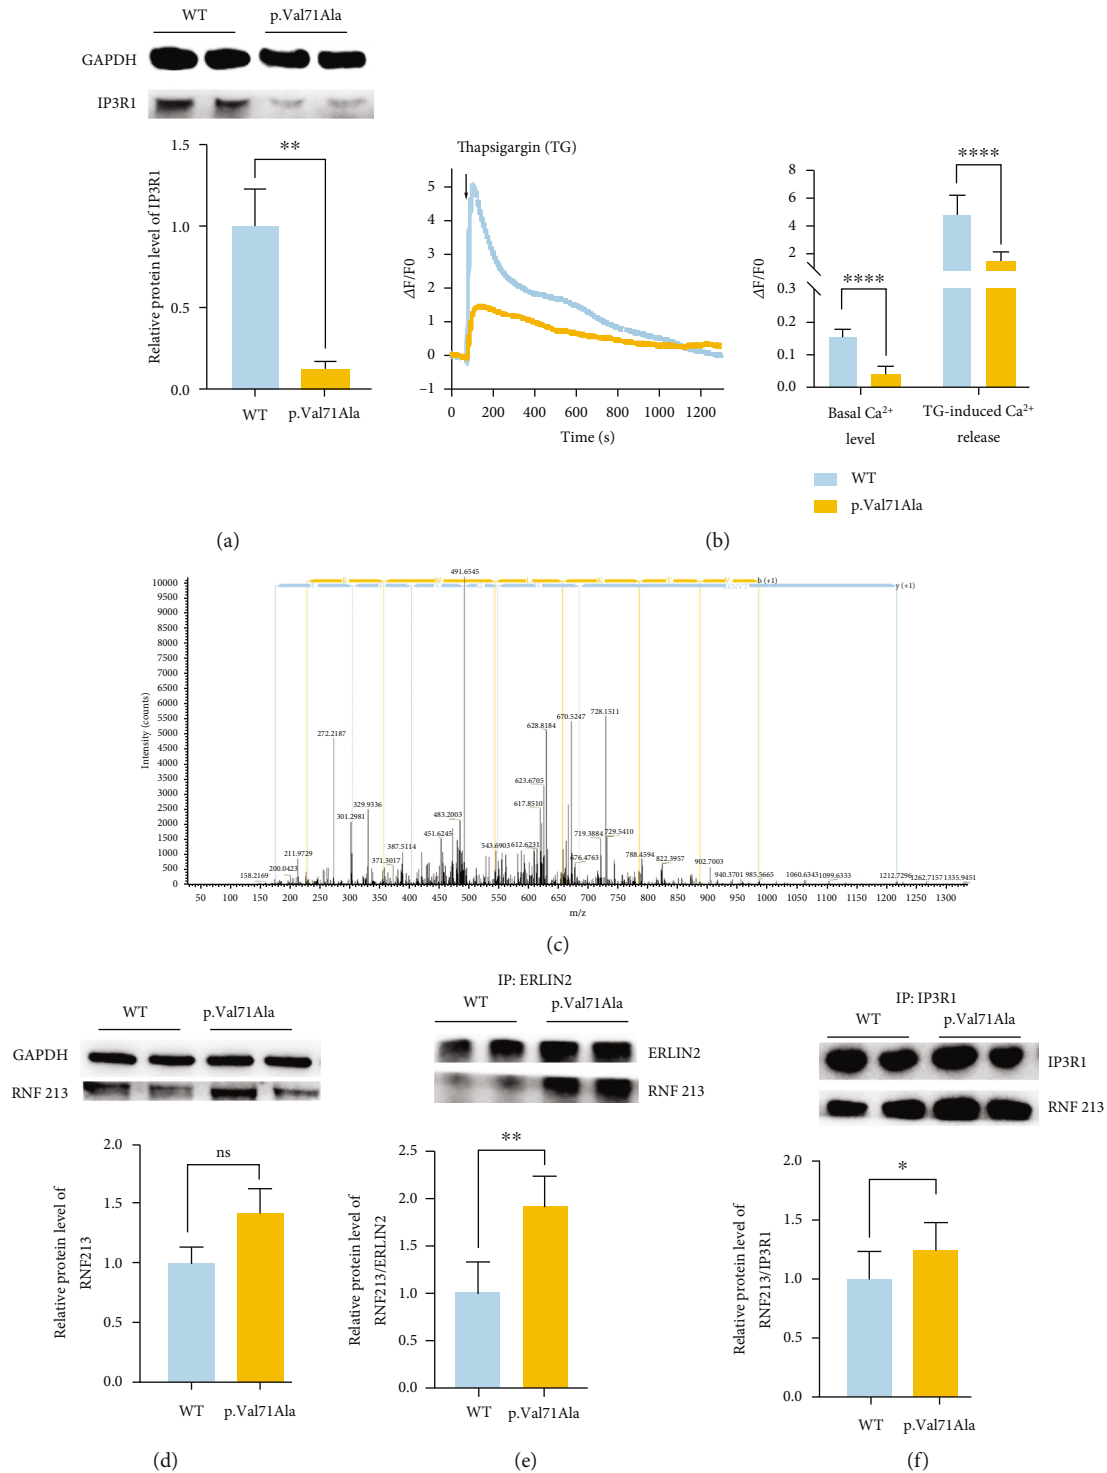 WT p.Val71Ala
GAPDH
IP3R1
1.5
1.0
0.5
0.0
Relative protein level of IP3R1
**
WT p.Val71Ala
(a)
Thapsigargin (TG)
5
4
3
2
1
0
−1
ΔF/F0
0 200 400 600 800 1000 1200
Time (s)
8
6
4
2
0.3
0.2
0.1
0.0
ΔF/F0
****
****
Basal Ca²⁺
level
TG-induced Ca²⁺
release
WT
p.Val71Ala
(b)
10000
9500
9000
8500
8000
7500
7000
6500
6000
5500
5000
4500
4000
3500
3000
2500
2000
1500
1000
500
0
Intensity (counts)
b (+1)
y (+1)
491.6545
272.2187
628.8184
670.5247
728.1511
623.6705
617.8510
329.9336
301.2981
483.2003
451.6245
387.5114
371.3017
211.9729
200.0423
158.2169
543.6903
612.6231
719.3884
729.5410
676.4763
788.4594
822.3957
902.7003
940.3701
985.5665
1060.6343
1099.6333
1212.7296
1262.7157
1335.9451
50 100 150 200 250 300 350 400 450 500 550 600 650 700 750 800 850 900 950 1000 1050 1100 1150 1200 1250 1300
m/z
(c)
WT p.Val71Ala
GAPDH
RNF 213
2.0
1.5
1.0
0.5
0.0
Relative protein level of
RNF213
ns
WT p.Val71Ala
(d)
IP: ERLIN2
WT p.Val71Ala
ERLIN2
RNF 213
2.5
2.0
1.5
1.0
0.5
0.0
Relative protein level of
RNF213/ERLIN2
**
WT p.Val71Ala
(e)
IP: IP3R1
WT p.Val71Ala
IP3R1
RNF 213
2.0
1.5
1.0
0.5
0.0
Relative protein level of
RNF213/IP3R1
*
WT p.Val71Ala
(f)